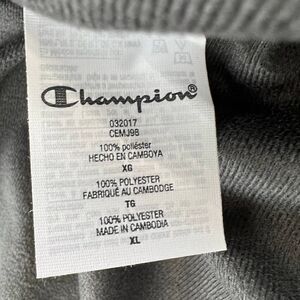 Champion®
032017
CEMJ98
100% poliéster
HECHO EN CAMBOYA
XG
100% POLYESTER
FABRIQUÉ AU CAMBODGE
TG
100% POLYESTER
MADE IN CAMBODIA
XL